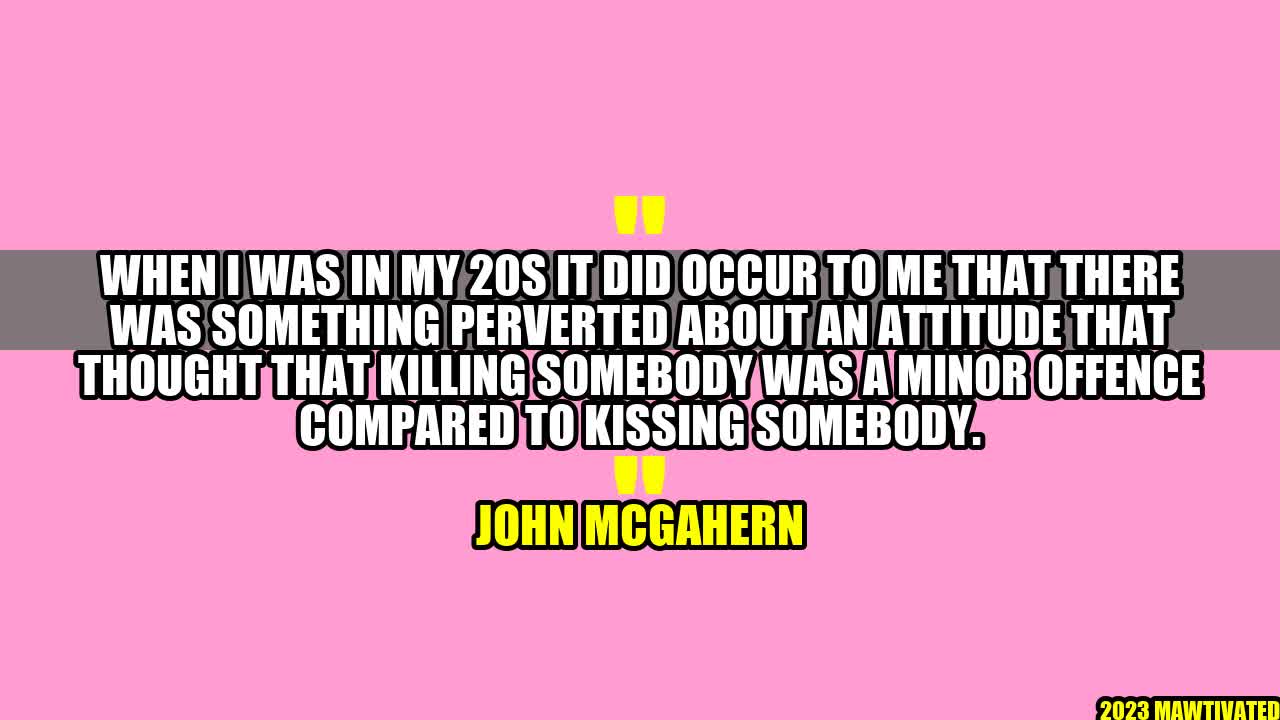 "
WHEN I WAS IN MY 20S IT DID OCCUR TO ME THAT THERE
WAS SOMETHING PERVERTED ABOUT AN ATTITUDE THAT
THOUGHT THAT KILLING SOMEBODY WAS A MINOR OFFENCE
COMPARED TO KISSING SOMEBODY.
"
JOHN MCGAHERN
2023 MAWTIVATED